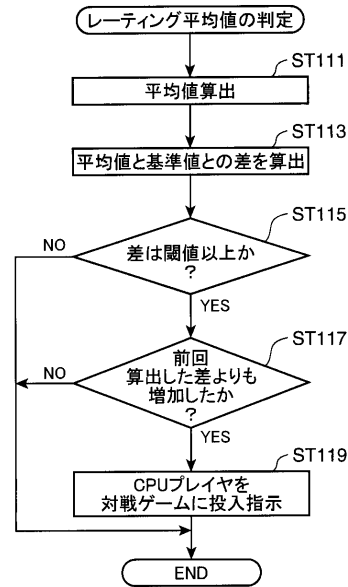 レーティング平均値の判定
ST111
平均値算出
ST113
平均値と基準値との差を算出
ST115
差は閾値以上か
?
NO
YES
ST117
前回
算出した差よりも
増加したか
?
NO
YES
ST119
CPUプレイヤを
対戦ゲームに投入指示
END